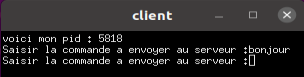 client
voici mon pid : 5818
Saisir la commande a envoyer au serveur :bonjour
Saisir la commande a envoyer au serveur :